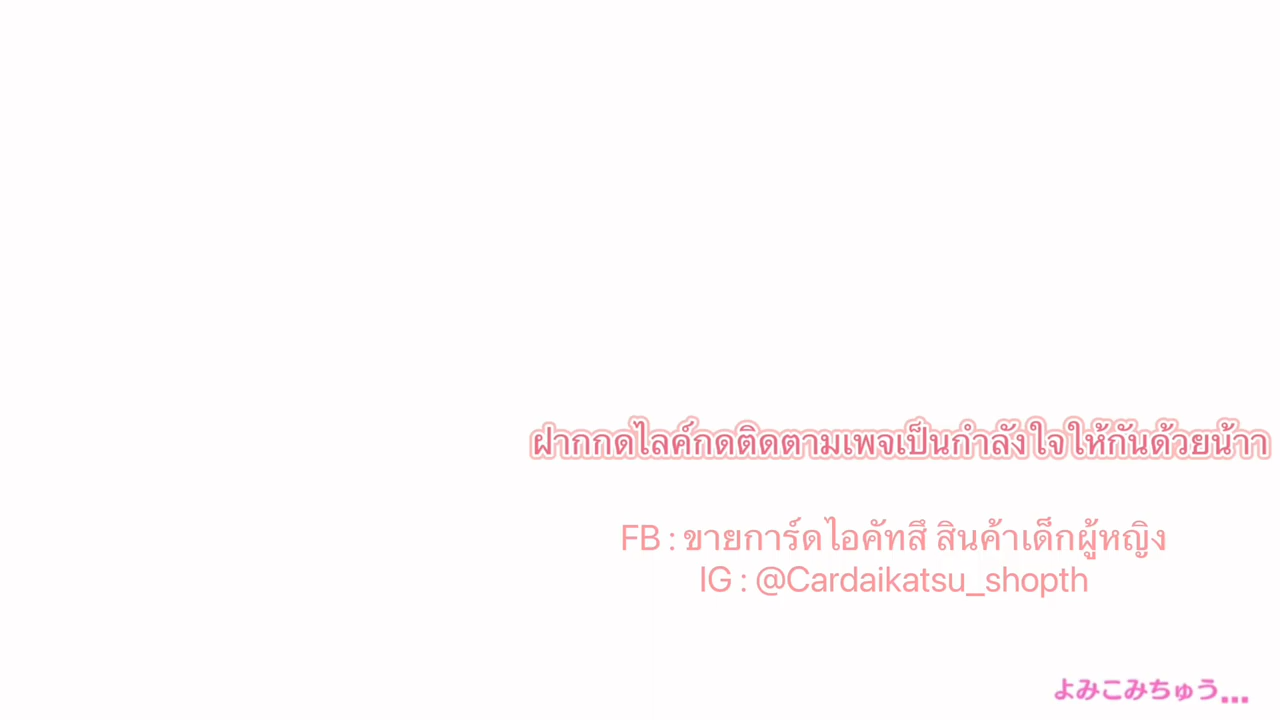 ฝากกดไลค์กดติดตามเพจเป็นกำลังใจให้กันด้วยน้าา
FB : ขายการ์ดไอคัทสึ สินค้าเด็กผู้หญิง
IG : @Cardaikatsu_shopth
よみこみちゅう...